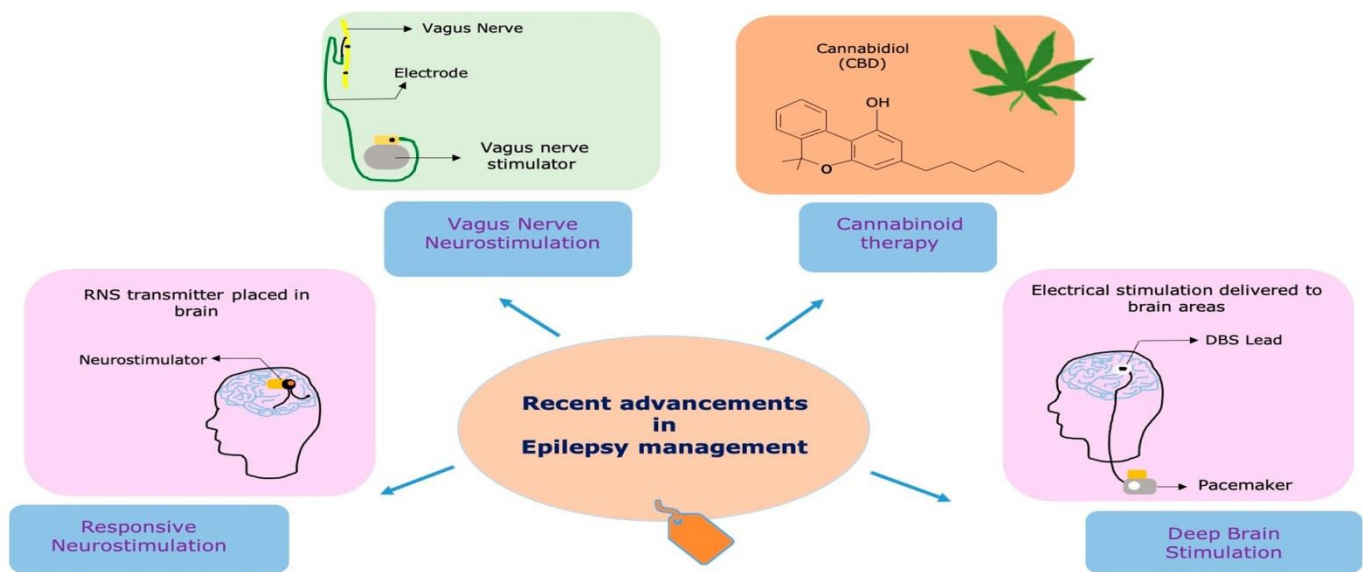 Vagus Nerve
Electrode
Vagus nerve
stimulator
Vagus Nerve
Neurostimulation
Cannabidiol
(CBD)
OH
O
Cannabinoid
therapy
RNS transmitter placed in
brain
Neurostimulator
Responsive
Neurostimulation
Recent advancements
in
Epilepsy management
Electrical stimulation delivered to
brain areas
DBS Lead
Pacemaker
Deep Brain
Stimulation